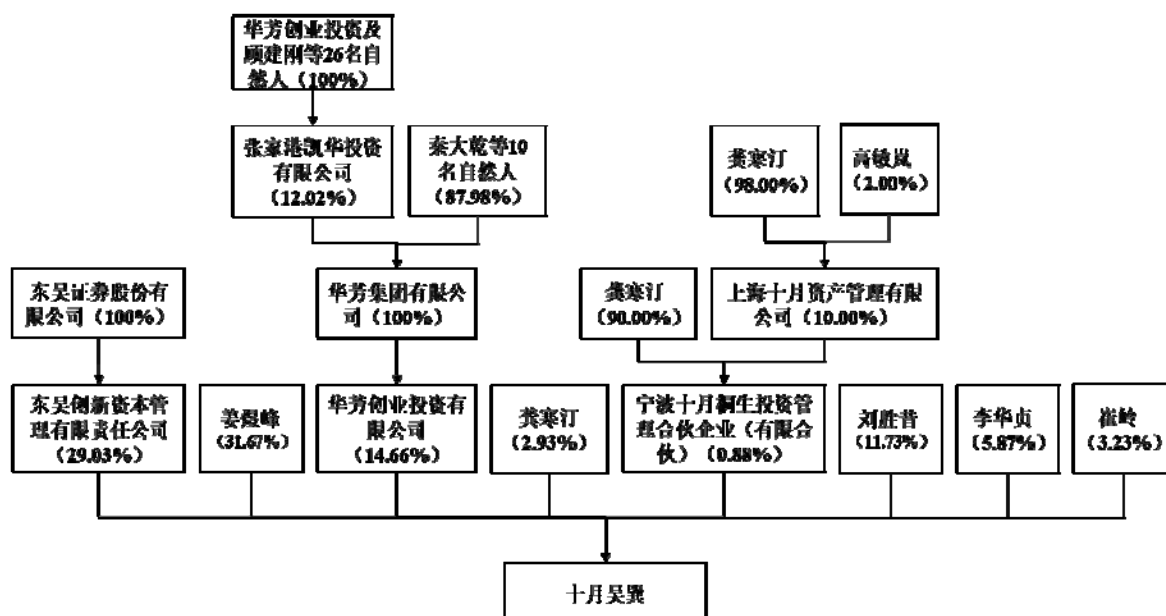 华芳创业投资及
顾建刚等26名自
然人（100%）
张家港凯华投资
有限公司
（12.02%）
秦大乾等10
名自然人
（87.98%）
龚寒汀
（98.00%）
高敏岚
（2.00%）
东吴证券股份有
限公司（100%）
华芳集团有限公
司（100%）
龚寒汀
（90.00%）
上海十月资产管理有限
公司（10.00%）
东吴创新资本管
理有限责任公司
（29.03%）
姜煜峰
（31.67%）
华芳创业投资有
限公司
（14.66%）
龚寒汀
（2.93%）
宁波十月桐生投资管
理合伙企业（有限合
伙）（0.88%）
刘胜昔
（11.73%）
李华贞
（5.87%）
崔岭
（3.23%）
十月吴巽